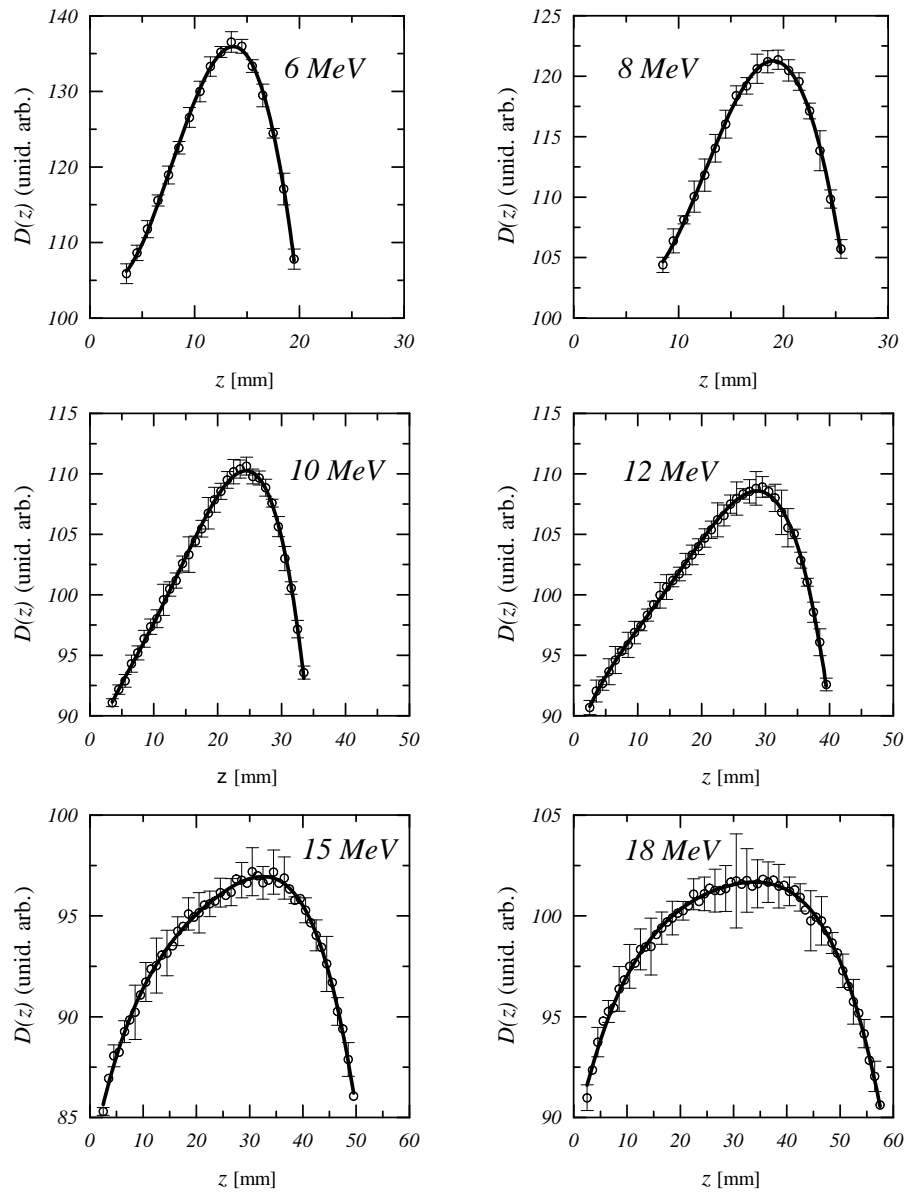 140
130
120
110
100
D(z) (unid. arb.)
6 MeV
0 10 20 30
z [mm]
125
120
115
110
105
100
D(z) (unid. arb.)
8 MeV
0 10 20 30
z [mm]
115
110
105
100
95
90
D(z) (unid. arb.)
10 MeV
0 10 20 30 40 50
z [mm]
115
110
105
100
95
90
D(z) (unid. arb.)
12 MeV
0 10 20 30 40 50
z [mm]
100
95
90
85
D(z) (unid. arb.)
15 MeV
0 10 20 30 40 50 60
z [mm]
105
100
95
90
D(z) (unid. arb.)
18 MeV
0 10 20 30 40 50 60
z [mm]